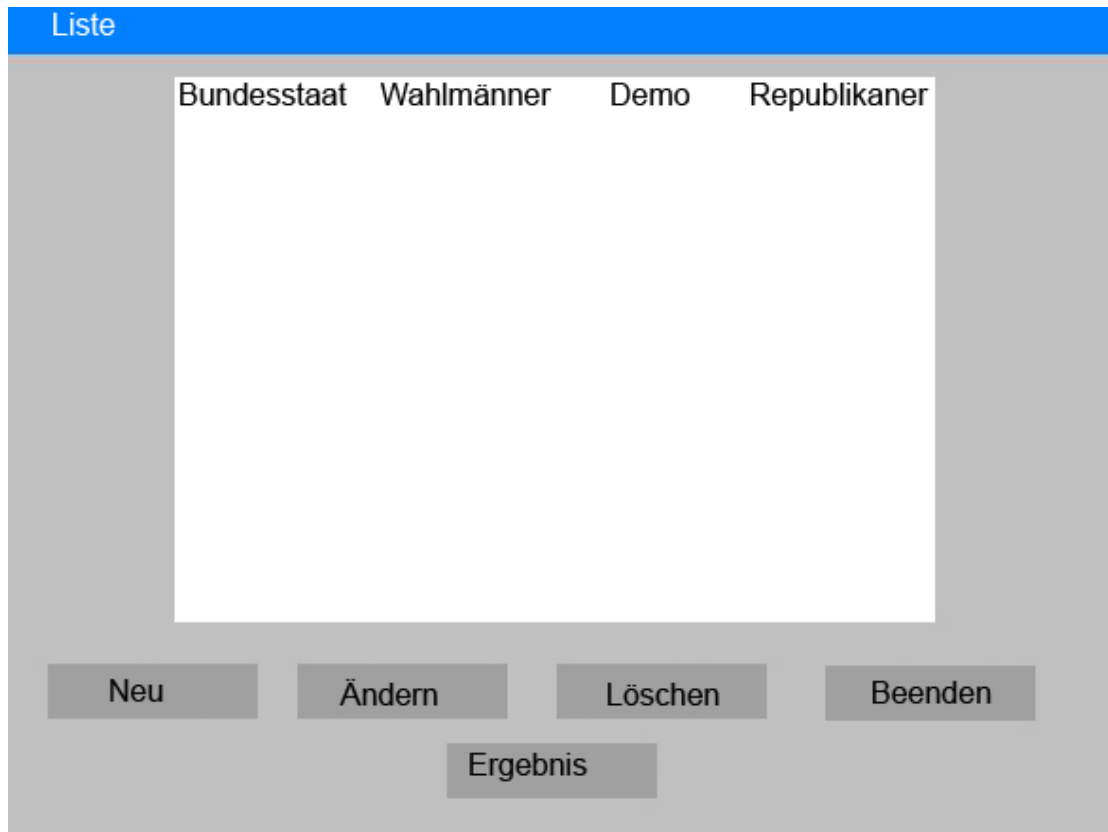 Liste
Bundesstaat Wahlmänner Demo Republikaner
Neu Ändern Löschen Beenden
Ergebnis